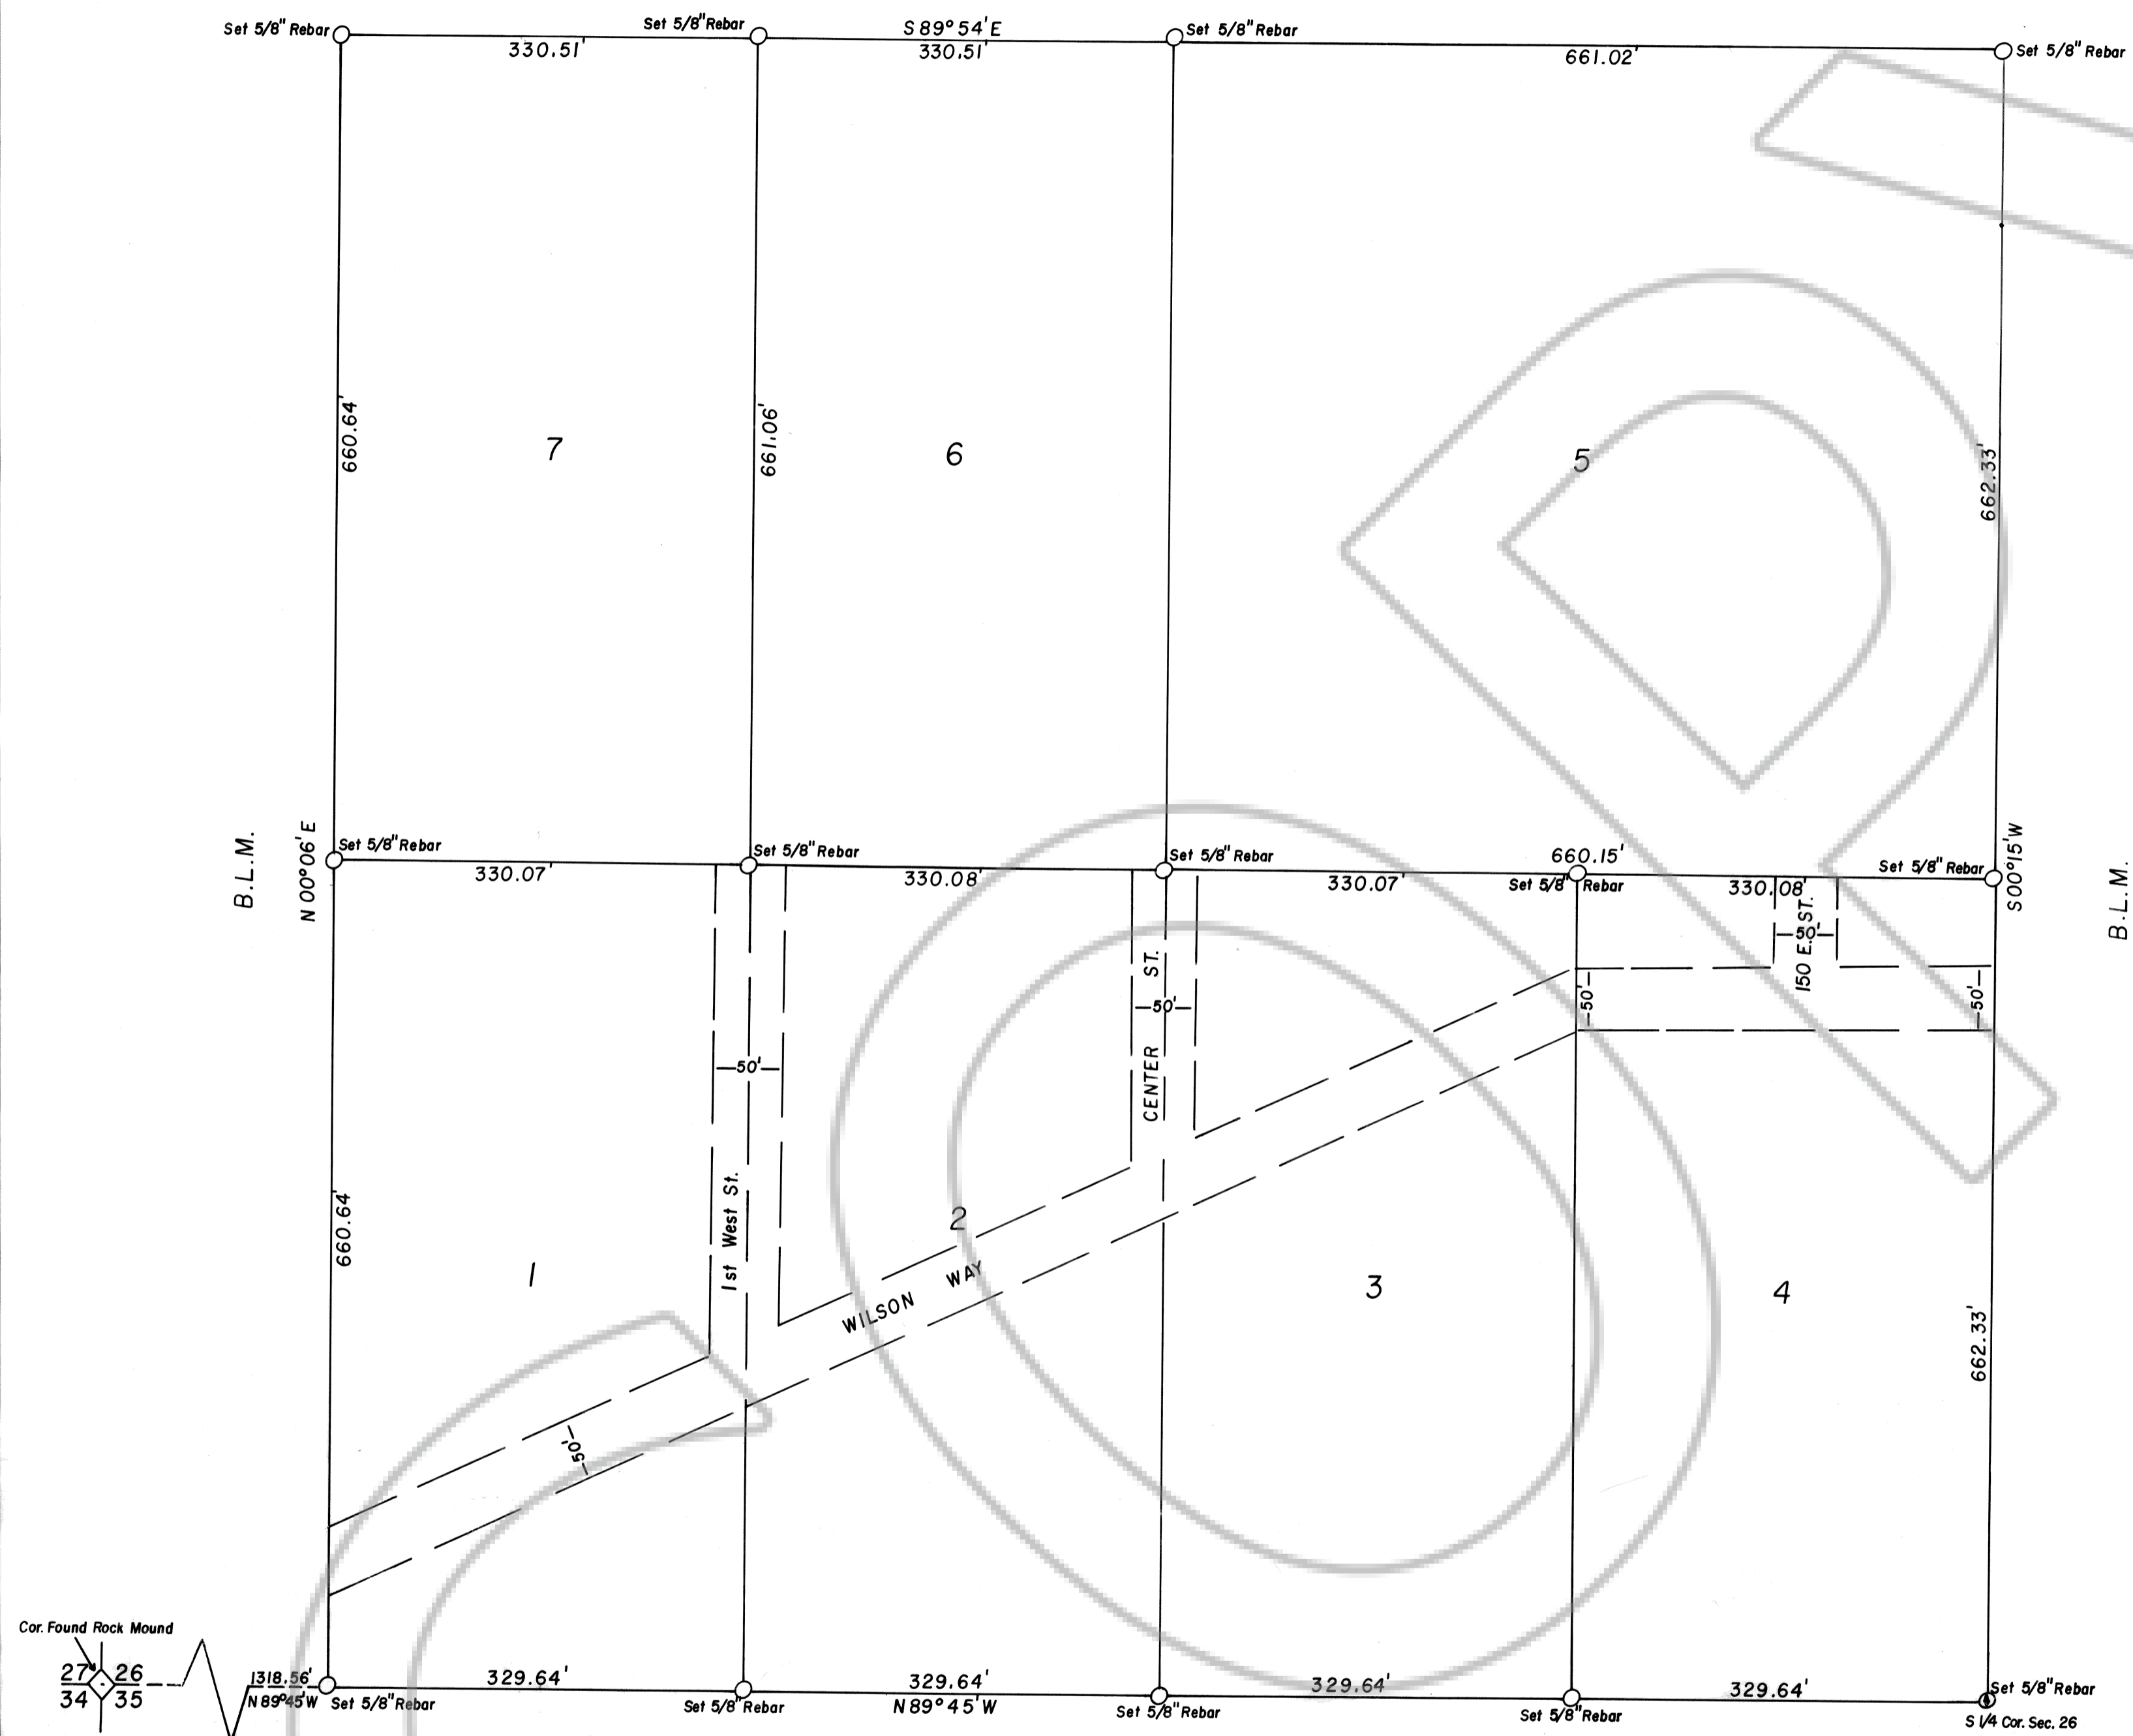 Set 5/8" Rebar
Set 5/8" Rebar
S 89° 54' E
Set 5/8" Rebar
Set 5/8" Rebar
330.51'
330.51'
661.02'
660.64'
7
661.06'
6
5
662.33'
B.L.M.
N 00° 06' E
Set 5/8" Rebar
Set 5/8" Rebar
Set 5/8" Rebar
660.15'
Set 5/8" Rebar
Set 5/8" Rebar
S 00° 15' W
B.L.M.
330.07'
330.08'
330.07'
330.08'
50'
150 E. ST.
50'
50'
CENTER ST.
50'
50'
1st West St.
660.64'
1
2
WILSON WAY
3
4
662.33'
50'
Cor. Found Rock Mound
27 26
34 35
1318.56'
N 89° 45' W
Set 5/8" Rebar
329.64'
Set 5/8" Rebar
329.64'
N 89° 45' W
Set 5/8" Rebar
329.64'
Set 5/8" Rebar
329.64'
Set 5/8" Rebar
S 1/4 Cor. Sec. 26